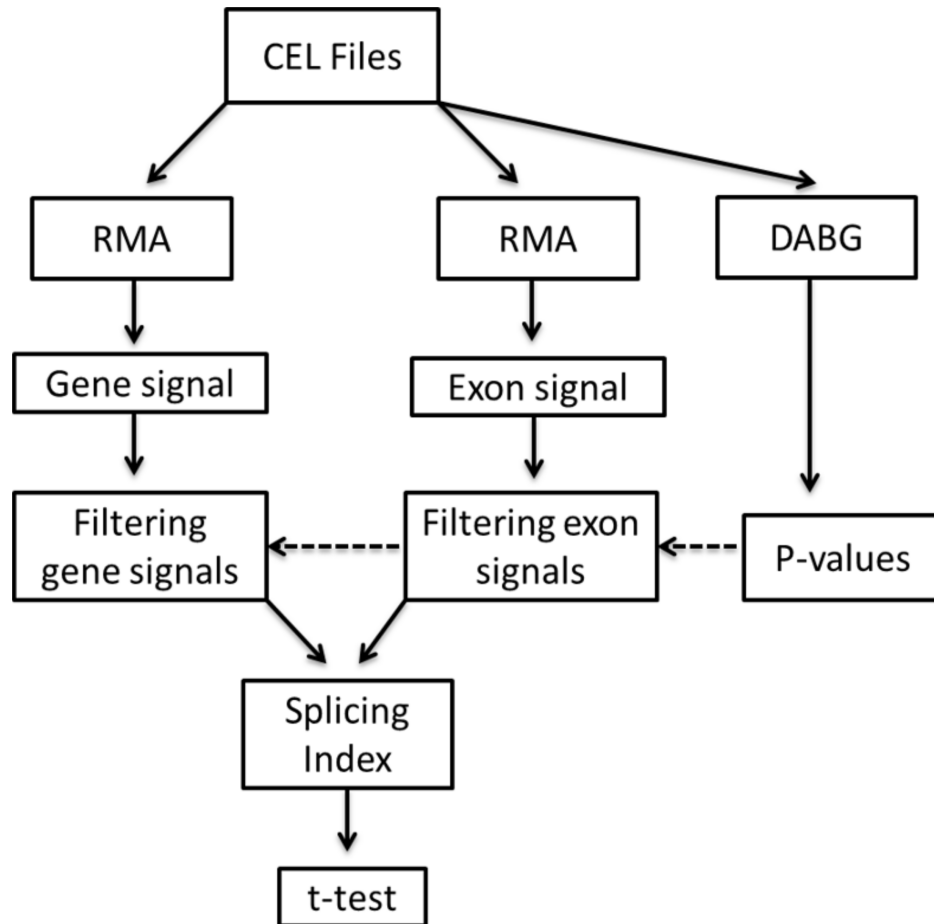 CEL Files
RMA
RMA
DABG
Gene signal
Exon signal
Filtering
gene signals
Filtering exon
signals
P-values
Splicing
Index
t-test